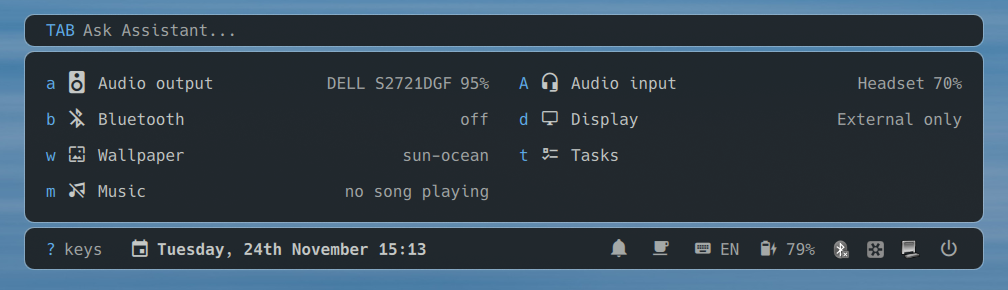 TAB Ask Assistant...
a Audio output DELL S2721DGF 95% A Audio input Headset 70%
b Bluetooth off d Display External only
w Wallpaper sun-ocean t Tasks
m Music no song playing
? keys Tuesday, 24th November 15:13 EN 79%